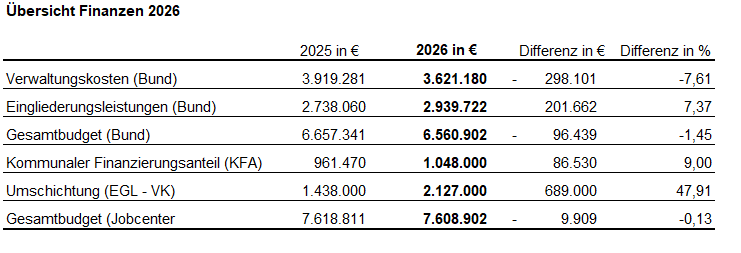 Übersicht Finanzen 2026
2025 in € 2026 in € Differenz in € Differenz in %
Verwaltungskosten (Bund) 3.919.281 3.621.180 - 298.101 -7,61
Eingliederungsleistungen (Bund) 2.738.060 2.939.722 201.662 7,37
Gesamtbudget (Bund) 6.657.341 6.560.902 - 96.439 -1,45
Kommunaler Finanzierungsanteil (KFA) 961.470 1.048.000 86.530 9,00
Umschichtung (EGL - VK) 1.438.000 2.127.000 689.000 47,91
Gesamtbudget (Jobcenter 7.618.811 7.608.902 - 9.909 -0,13